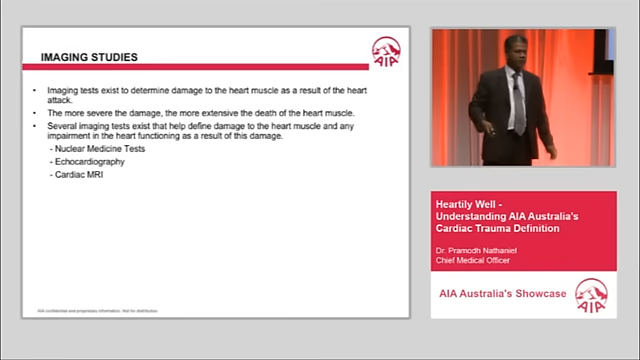 IMAGING STUDIES
AIA
• Imaging tests exist to determine damage to the heart muscle as a result of the heart
attack.
• The more severe the damage, the more extensive the death of the heart muscle.
• Several imaging tests exist that help define damage to the heart muscle and any
impairment in the heart functioning as a result of this damage.
- Nuclear Medicine Tests
- Echocardiography
- Cardiac MRI
AIA confidential and proprietary information. Not for distribution.
Heartily Well -
Understanding AIA Australia's
Cardiac Trauma Definition
Dr. Pramodh Nathaniel
Chief Medical Officer
AIA Australia's Showcase
AIA